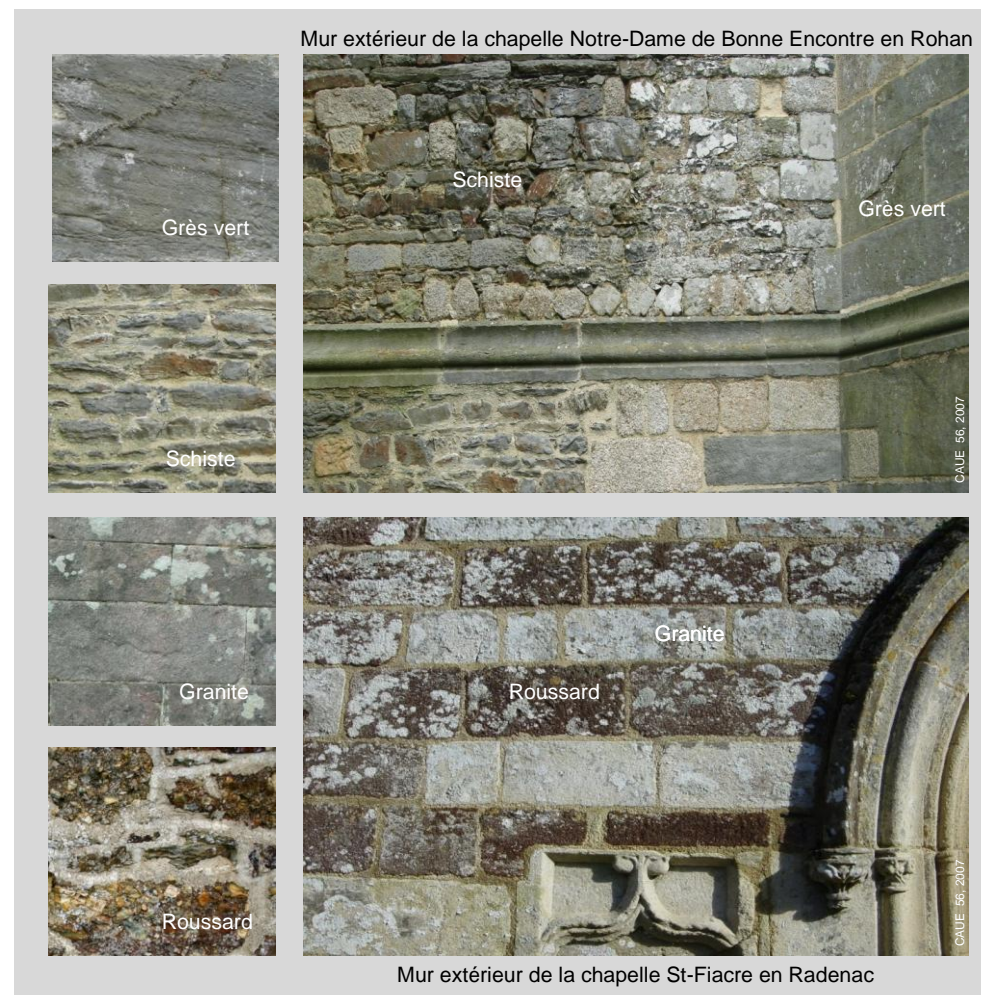 Mur extérieur de la chapelle Notre-Dame de Bonne Encontre en Rohan
Grès vert
Schiste
Grès vert
Schiste
CAUE 56, 2007
Granite
Granite
Roussard
Roussard
CAUE 56, 2007
Mur extérieur de la chapelle St-Fiacre en Radenac